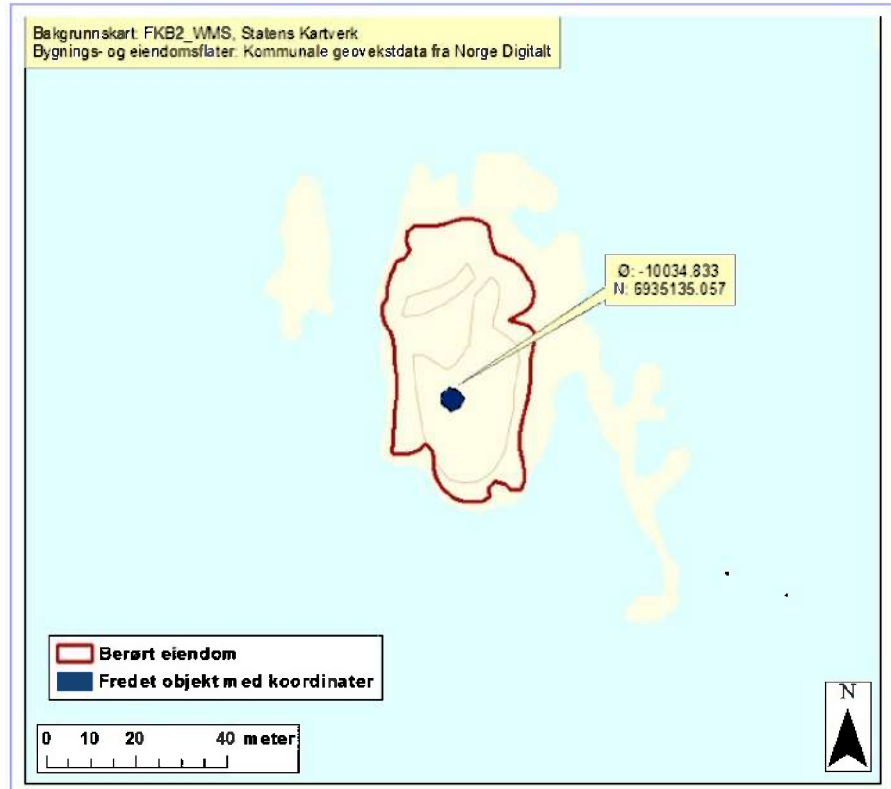 Bakgrunnskart: FKB2_WMS, Statens Kartverk
Bygnings- og eiendomsflater: Kommunale geovekstdata fra Norge Digitalt
Ø: -10034.833
N: 6935135.057
Berørt eiendom
Fredet objekt med koordinater
0 10 20 40 meter
N